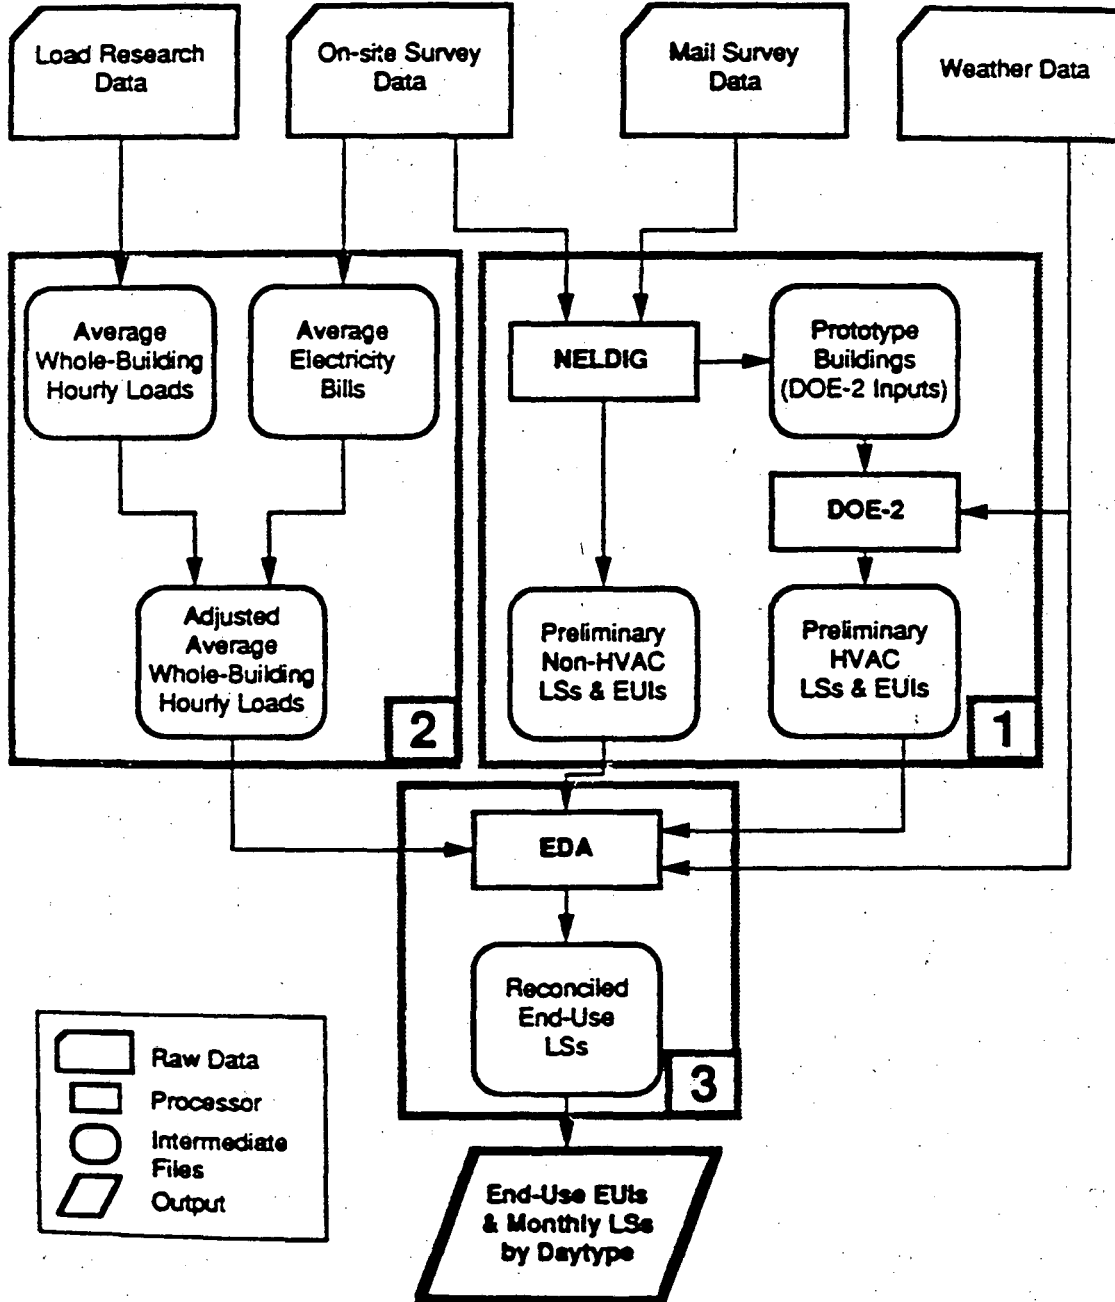 Load Research
Data
On-site Survey
Data
Mail Survey
Data
Weather Data
Average
Whole-Building
Hourly Loads
Average
Electricity
Bills
NELDIG
Prototype
Buildings
(DOE-2 Inputs)
DOE-2
Adjusted
Average
Whole-Building
Hourly Loads
2
Preliminary
Non-HVAC
LSs & EUIs
Preliminary
HVAC
LSs & EUIs
1
EDA
Reconciled
End-Use
LSs
3
Raw Data
Processor
Intermediate
Files
Output
End-Use EUIs
& Monthly LSs
by Daytype